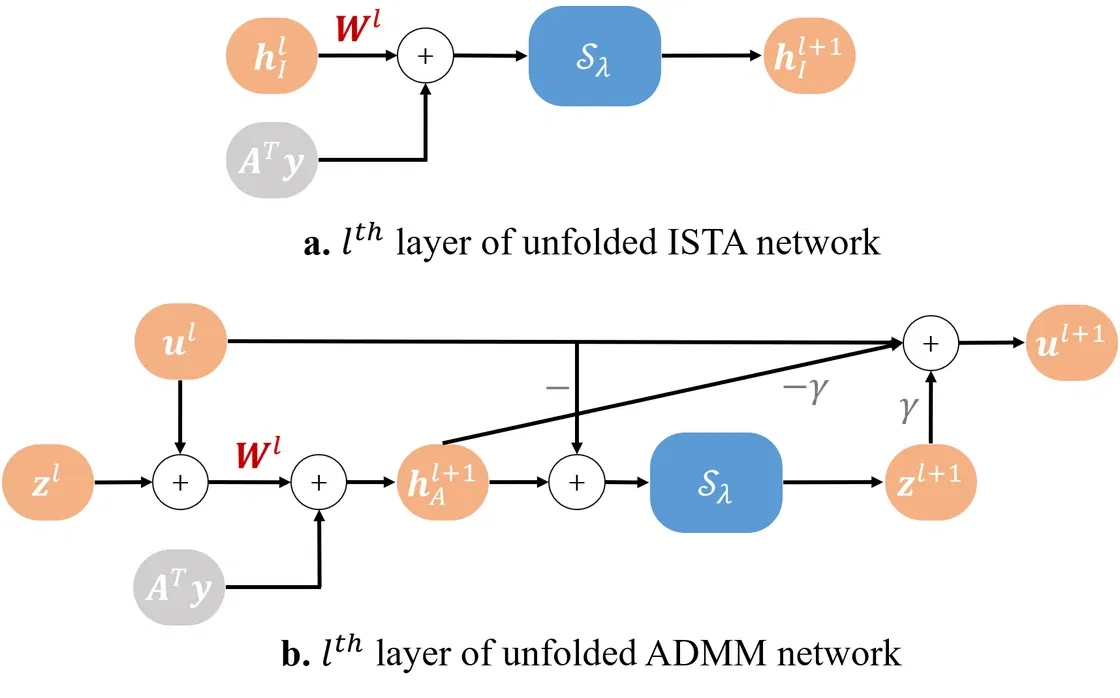 𝒉_I^l 𝑾^l + 𝒮_λ 𝒉_I^{l+1}
𝑨^T 𝒚
a. l^{th} layer of unfolded ISTA network
𝒖^l + 𝒖^{l+1}
− −γ γ
𝒛^l + 𝑾^l + 𝒉_A^{l+1} + 𝒮_λ 𝒛^{l+1}
𝑨^T 𝒚
b. l^{th} layer of unfolded ADMM network